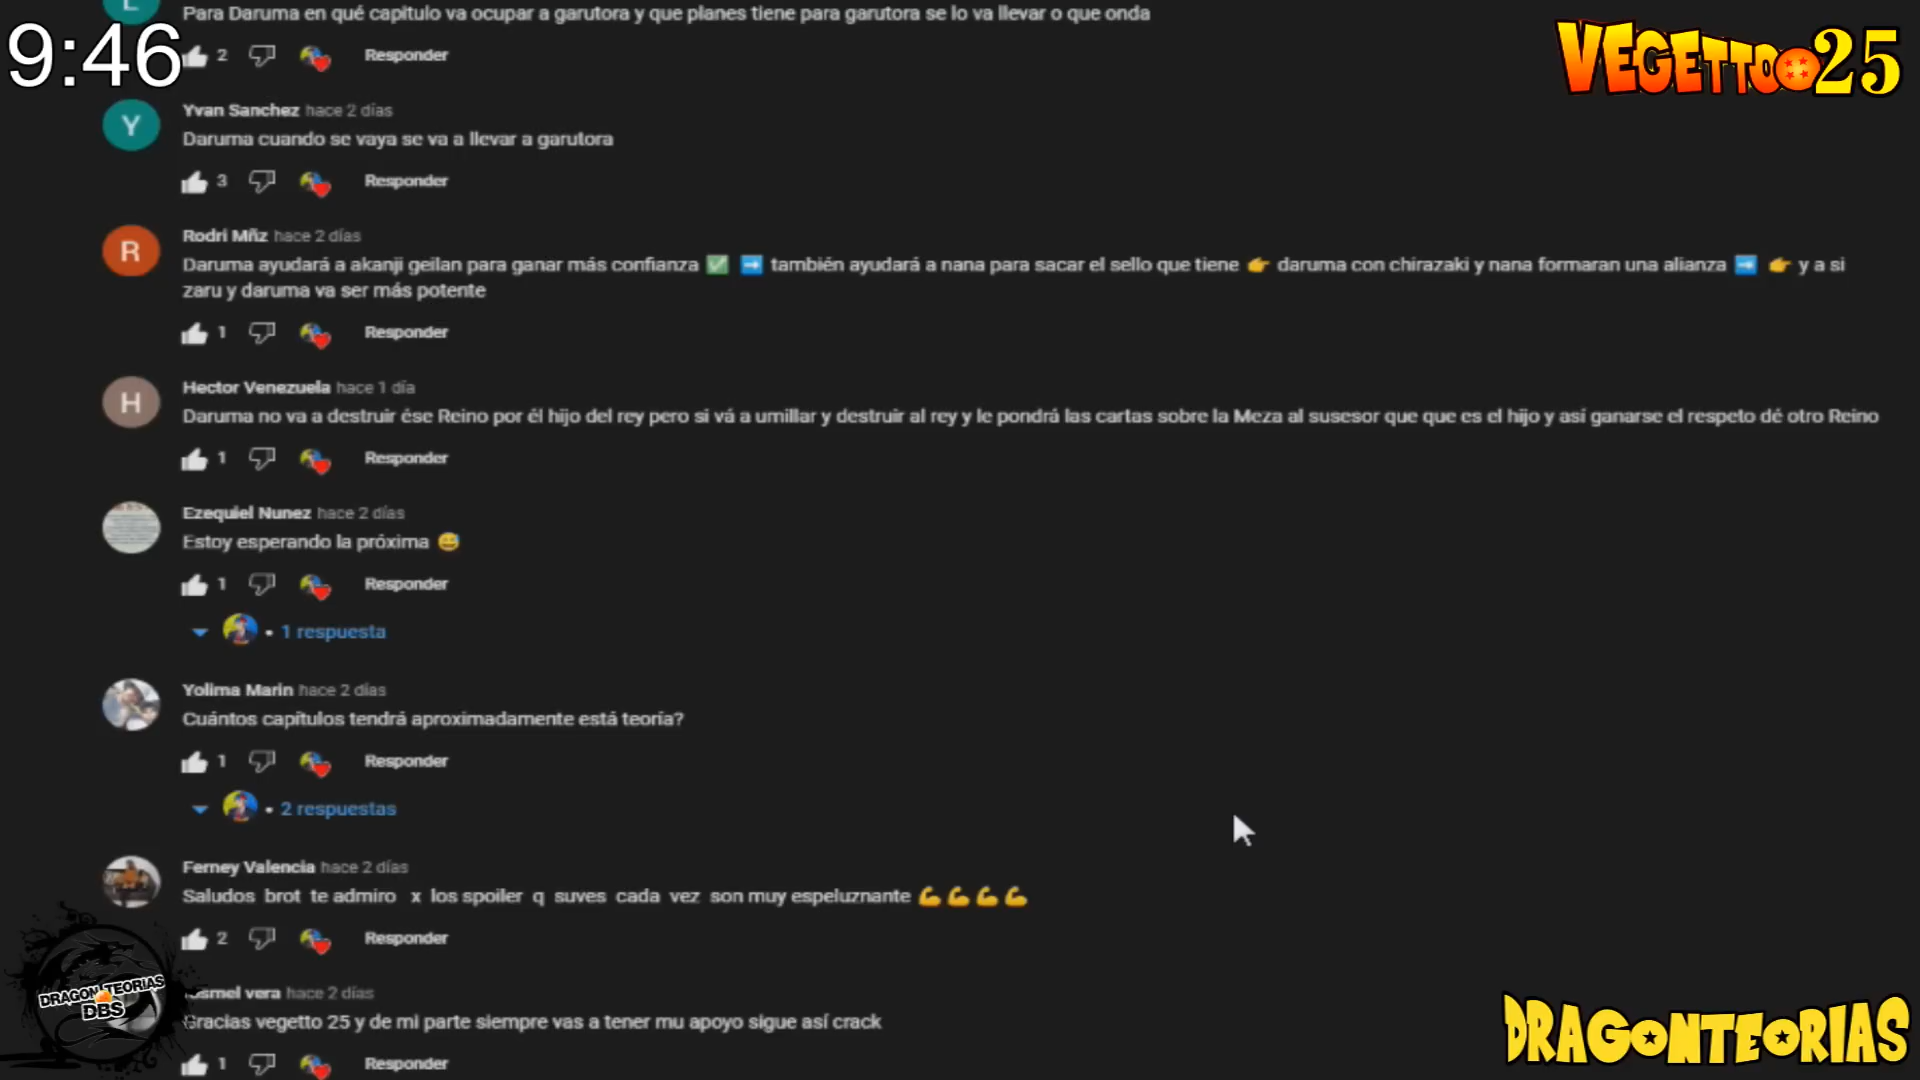 Para Daruma en qué capitulo va ocupar a garutora y que planes tiene para garutora se lo va llevar o que onda
9:46
VEGETTO 25
2 Responder
Yvan Sanchez hace 2 días
Daruma cuando se vaya se va a llevar a garutora
3 Responder
Rodri Mñz hace 2 días
Daruma ayudará a akanji geilan para ganar más confianza ✅ ➡️ también ayudará a nana para sacar el sello que tiene 👉 daruma con chirazaki y nana formaran una alianza ➡️ 👉 y a si
zaru y daruma va ser más potente
1 Responder
Hector Venezuela hace 1 día
Daruma no va a destruir ése Reino por él hijo del rey pero si vá a umillar y destruir al rey y le pondrá las cartas sobre la Meza al susesor que que es el hijo y así ganarse el respeto dé otro Reino
1 Responder
Ezequiel Nunez hace 2 días
Estoy esperando la próxima 😅
1 Responder
• 1 respuesta
Yolima Marin hace 2 días
Cuántos capítulos tendrá aproximadamente está teoría?
1 Responder
• 2 respuestas
Ferney Valencia hace 2 días
Saludos brot te admiro x los spoiler q suves cada vez son muy espeluznante 💪💪💪💪
2 Responder
hace 2 días
vera
Gracias vegetto 25 y de mi parte siempre vas a tener mu apoyo sigue así crack
1 Responder
DRAGON TEORIAS
DBS
DRAGONTEORIAS